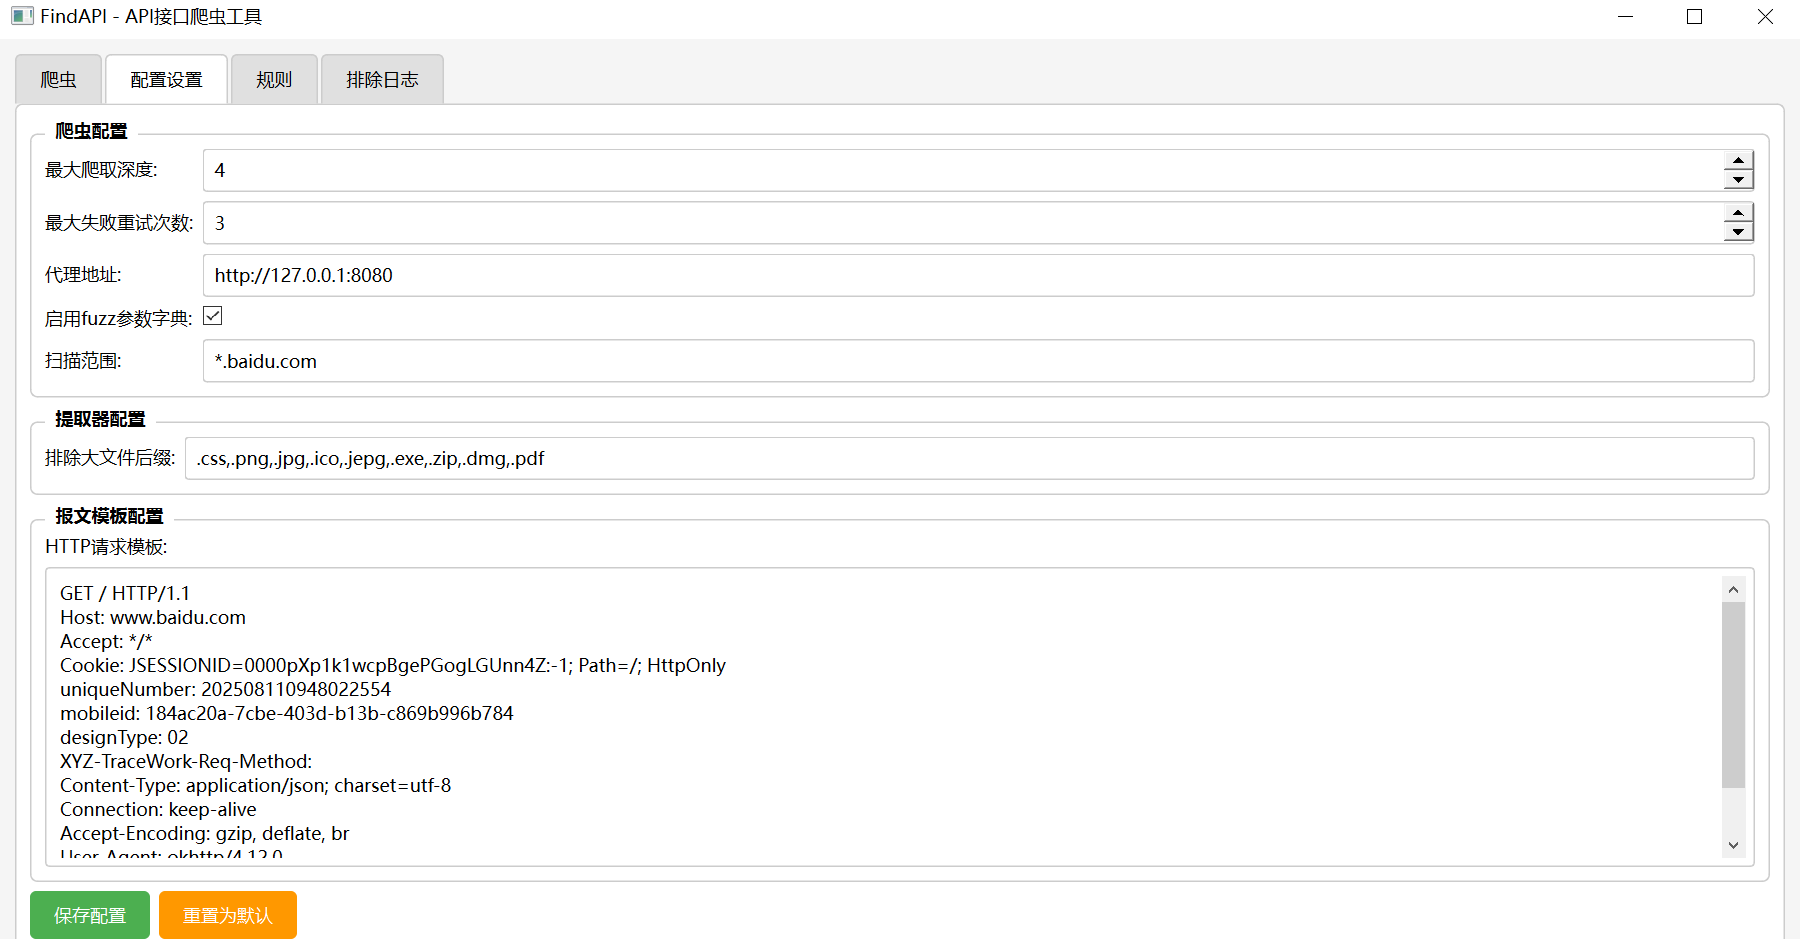 FindAPI - API接口爬虫工具
爬虫 配置设置 规则 排除日志
爬虫配置
最大爬取深度: 4
最大失败重试次数: 3
代理地址: http://127.0.0.1:8080
启用fuzz参数字典:
扫描范围: *.baidu.com
提取器配置
排除大文件后缀: .css,.png,.jpg,.ico,.jepg,.exe,.zip,.dmg,.pdf
报文模板配置
HTTP请求模板:
GET / HTTP/1.1
Host: www.baidu.com
Accept: */*
Cookie: JSESSIONID=0000pXp1k1wcpBgePGogLGUnn4Z:-1; Path=/; HttpOnly
uniqueNumber: 202508110948022554
mobileid: 184ac20a-7cbe-403d-b13b-c869b996b784
designType: 02
XYZ-TraceWork-Req-Method:
Content-Type: application/json; charset=utf-8
Connection: keep-alive
Accept-Encoding: gzip, deflate, br
User-Agent: okhttp/4.12.0
保存配置 重置为默认